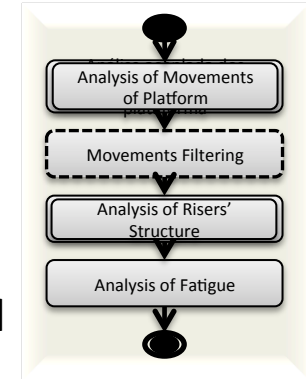 Analysis of Movements
of Platform
Movements Filtering
Analysis of Risers'
Structure
Analysis of Fatigue